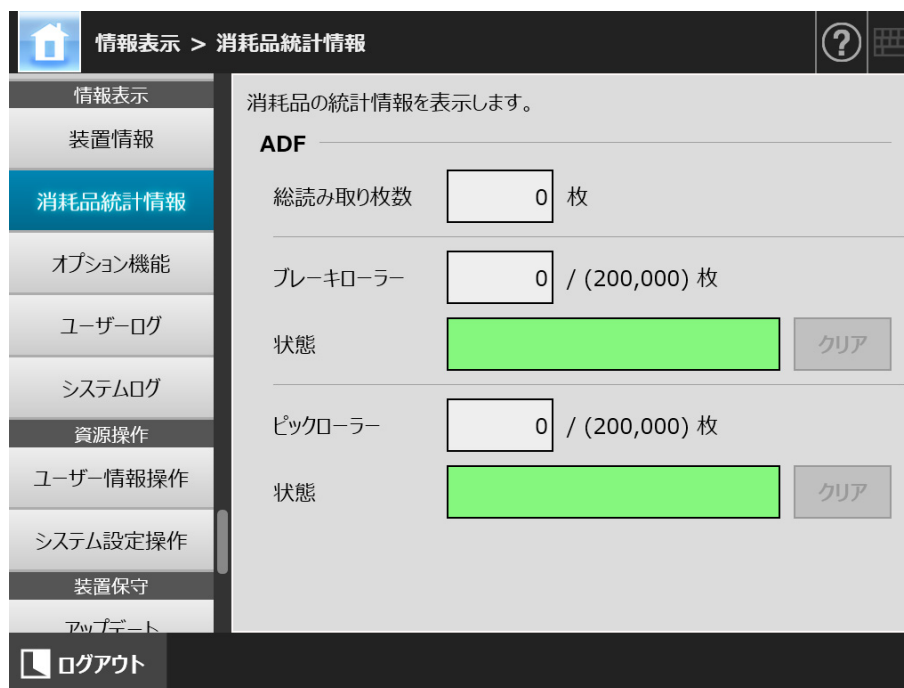 情報表示 > 消耗品統計情報
?
情報表示
装置情報
消耗品統計情報
オプション機能
ユーザーログ
システムログ
資源操作
ユーザー情報操作
システム設定操作
装置保守
アップデート
消耗品の統計情報を表示します。
ADF
総読み取り枚数 0 枚
ブレーキローラー 0 / (200,000) 枚
状態 クリア
ピックローラー 0 / (200,000) 枚
状態 クリア
ログアウト